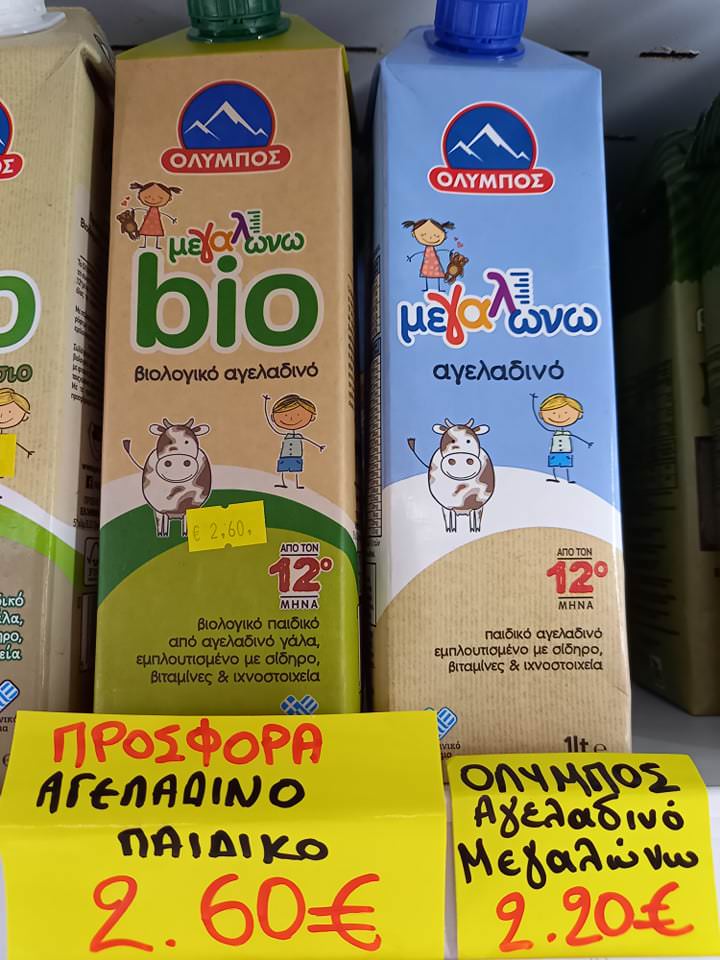 ΟΛΥΜΠΟΣ
μεγαλώνω
bio
βιολογικό αγελαδινό
€ 2,60
ΑΠΟ ΤΟΝ
12ο
ΜΗΝΑ
βιολογικό παιδικό
από αγελαδινό γάλα,
εμπλουτισμένο με σίδηρο,
βιταμίνες & ιχνοστοιχεία
ΟΛΥΜΠΟΣ
μεγαλώνω
αγελαδινό
ΑΠΟ ΤΟΝ
12ο
ΜΗΝΑ
παιδικό αγελαδινό
εμπλουτισμένο με σίδηρο,
βιταμίνες & ιχνοστοιχεία
1lt e
ΠΡΟΣΦΟΡΑ
ΑΓΕΛΑΔΙΝΟ
ΠΑΙΔΙΚΟ
2.60€
ΟΛΥΜΠΟΣ
Αγελαδινό
Μεγαλώνω
2.20€